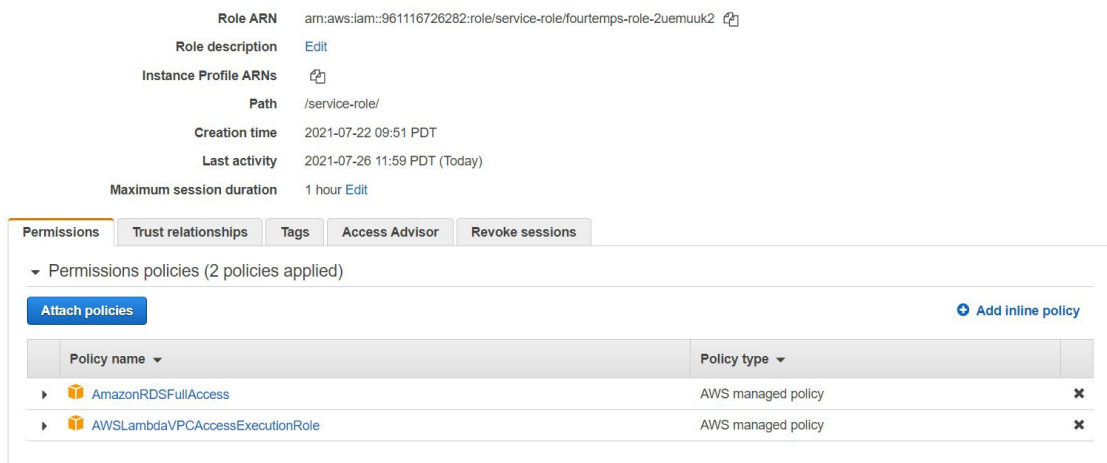 Role ARN arn:aws:iam::961116726282:role/service-role/fourtemps-role-2uemuuk2
Role description Edit
Instance Profile ARNs
Path /service-role/
Creation time 2021-07-22 09:51 PDT
Last activity 2021-07-26 11:59 PDT (Today)
Maximum session duration 1 hour Edit
Permissions Trust relationships Tags Access Advisor Revoke sessions
Permissions policies (2 policies applied)
Attach policies Add inline policy
Policy name Policy type
AmazonRDSFullAccess AWS managed policy
AWSLambdaVPCAccessExecutionRole AWS managed policy